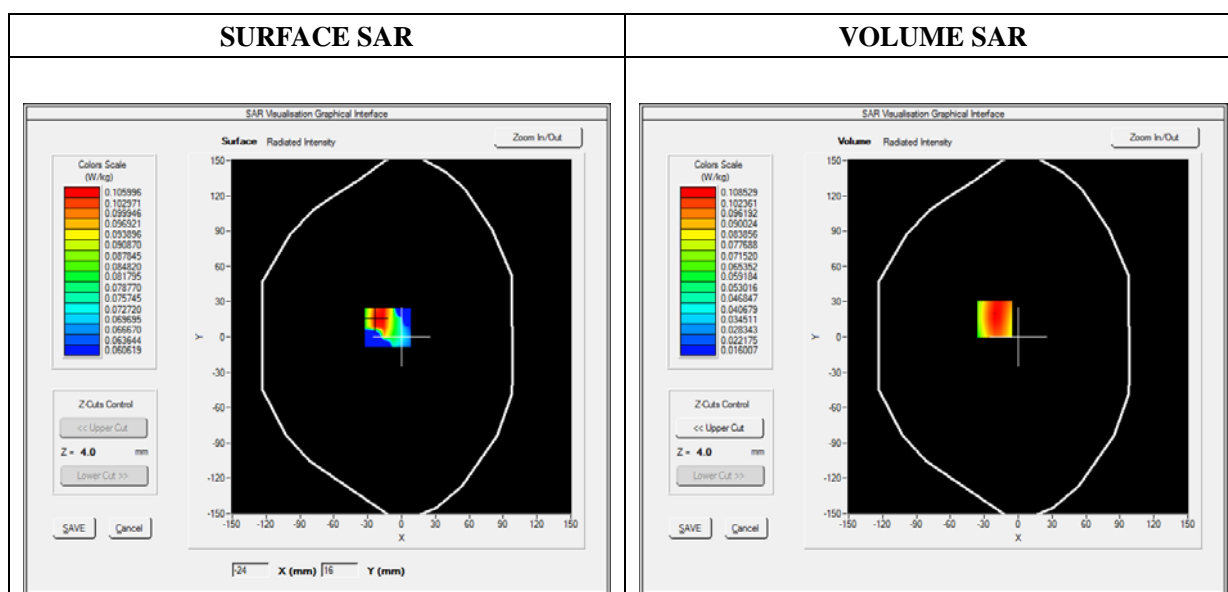 SURFACE SAR
VOLUME SAR
SAR Visualisation Graphical Interface
Surface Radiated Intensity
Zoom In/Out
Colors Scale
(W/kg)
0.105996
0.102971
0.099946
0.096921
0.093896
0.090870
0.087845
0.084820
0.081795
0.078770
0.075745
0.072720
0.069695
0.066670
0.063644
0.060619
Z-Cuts Control
<< Upper Cut
Z = 4.0 mm
Lower Cut >>
SAVE Cancel
150
120
90
60
30
0
-30
-60
-90
-120
-150
Y
-150 -120 -90 -60 -30 0 30 60 90 120 150
X
-24 X (mm) 16 Y (mm)
SAR Visualisation Graphical Interface
Volume Radiated Intensity
Zoom In/Out
Colors Scale
(W/kg)
0.108529
0.102361
0.096192
0.090024
0.083856
0.077688
0.071520
0.065352
0.059184
0.053016
0.046847
0.040679
0.034511
0.028343
0.022175
0.016007
Z-Cuts Control
<< Upper Cut
Z = 4.0 mm
Lower Cut >>
SAVE Cancel
150
120
90
60
30
0
-30
-60
-90
-120
-150
Y
-150 -120 -90 -60 -30 0 30 60 90 120 150
X